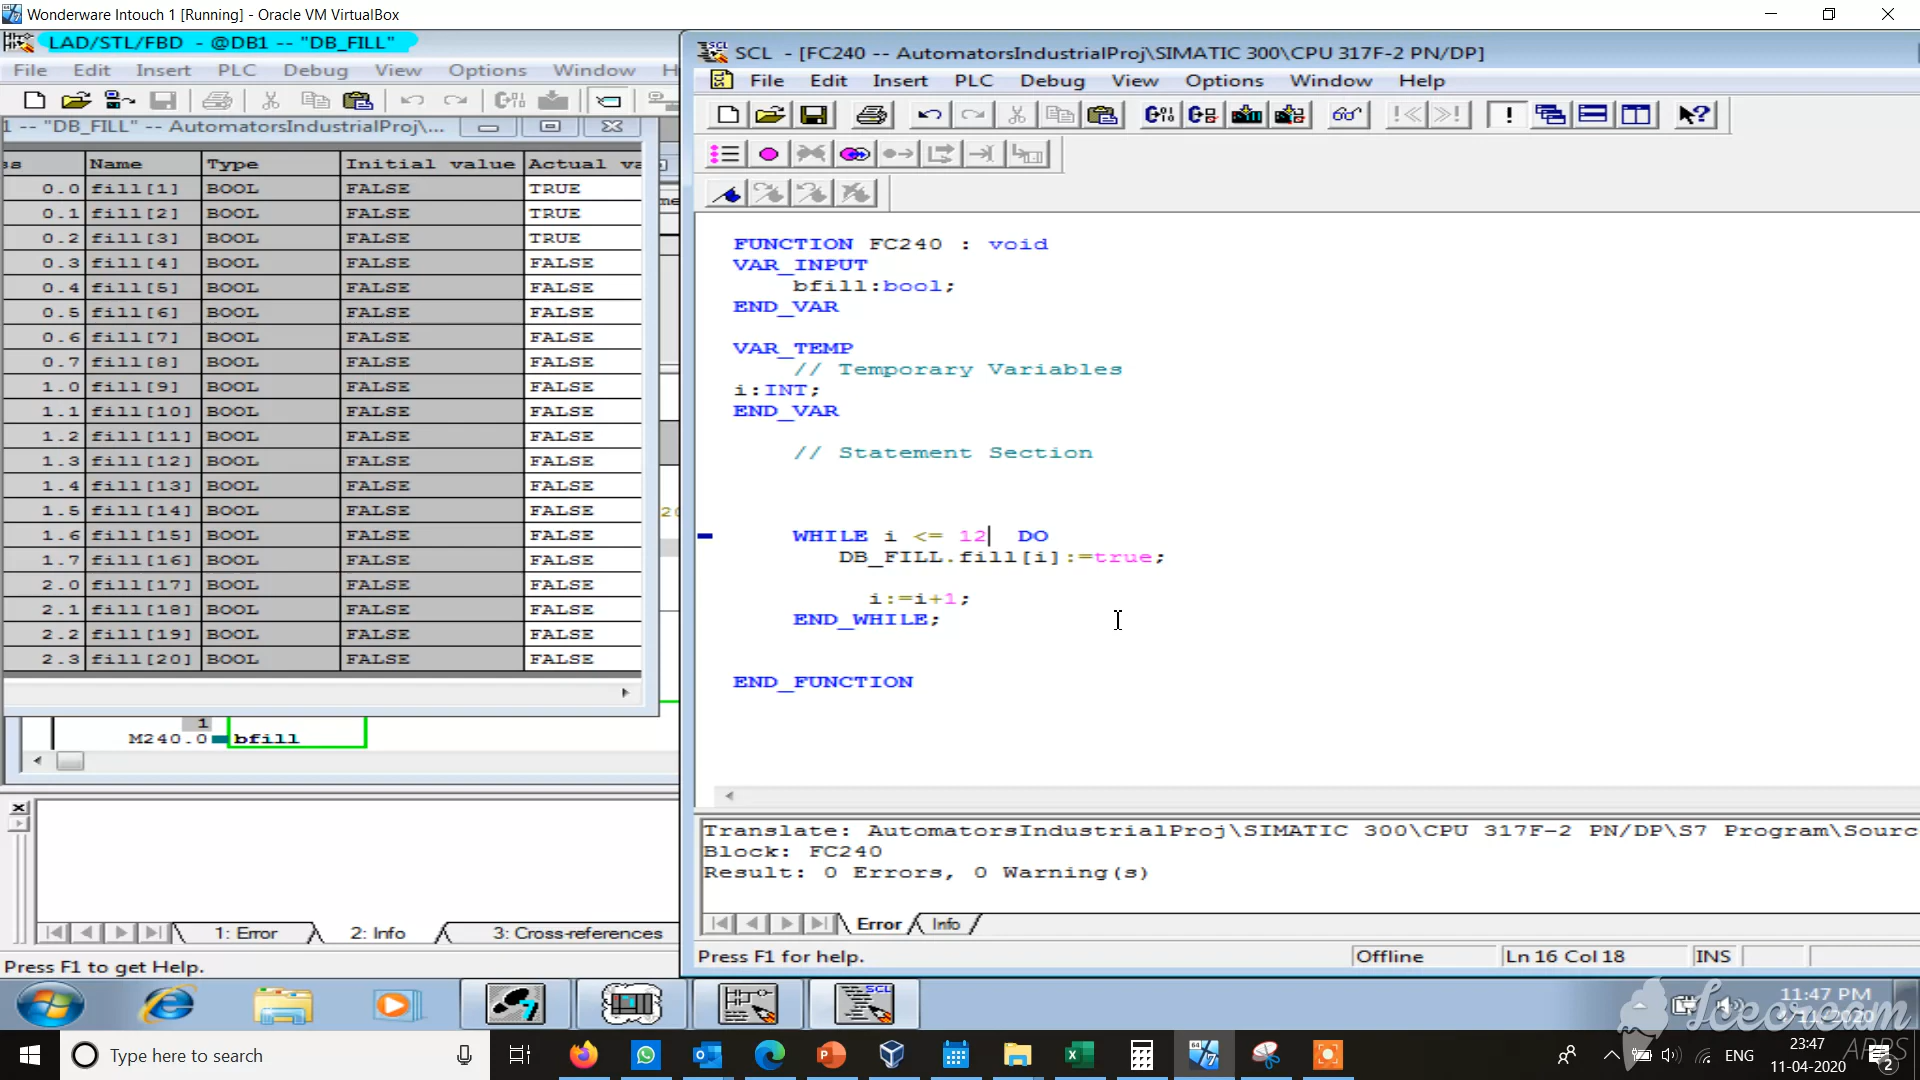 Wonderware Intouch 1 [Running] - Oracle VM VirtualBox
LAD/STL/FBD - @DB1 -- "DB_FILL"
File Edit Insert PLC Debug View Options Window H
1 -- "DB_FILL" -- AutomatorsIndustrialProj\...
ss Name Type Initial value Actual va
0.0 fill[1] BOOL FALSE TRUE
0.1 fill[2] BOOL FALSE TRUE
0.2 fill[3] BOOL FALSE TRUE
0.3 fill[4] BOOL FALSE FALSE
0.4 fill[5] BOOL FALSE FALSE
0.5 fill[6] BOOL FALSE FALSE
0.6 fill[7] BOOL FALSE FALSE
0.7 fill[8] BOOL FALSE FALSE
1.0 fill[9] BOOL FALSE FALSE
1.1 fill[10] BOOL FALSE FALSE
1.2 fill[11] BOOL FALSE FALSE
1.3 fill[12] BOOL FALSE FALSE
1.4 fill[13] BOOL FALSE FALSE
1.5 fill[14] BOOL FALSE FALSE
1.6 fill[15] BOOL FALSE FALSE
1.7 fill[16] BOOL FALSE FALSE
2.0 fill[17] BOOL FALSE FALSE
2.1 fill[18] BOOL FALSE FALSE
2.2 fill[19] BOOL FALSE FALSE
2.3 fill[20] BOOL FALSE FALSE
1
M240.0 bfill
1: Error 2: Info 3: Cross-references
Press F1 to get Help.
SCL - [FC240 -- AutomatorsIndustrialProj\SIMATIC 300\CPU 317F-2 PN/DP]
File Edit Insert PLC Debug View Options Window Help
FUNCTION FC240 : void
VAR_INPUT
bfill:bool;
END_VAR
VAR_TEMP
// Temporary Variables
i:INT;
END_VAR
// Statement Section
WHILE i <= 12 DO
DB_FILL.fill[i]:=true;
i:=i+1;
END_WHILE;
END_FUNCTION
Translate: AutomatorsIndustrialProj\SIMATIC 300\CPU 317F-2 PN/DP\S7 Program\Sourc
Block: FC240
Result: 0 Errors, 0 Warning(s)
Error Info
Press F1 for help. Offline Ln 16 Col 18 INS
SCL
11:47 PM
Icecream
APPS
Type here to search
ENG
23:47
11-04-2020
2